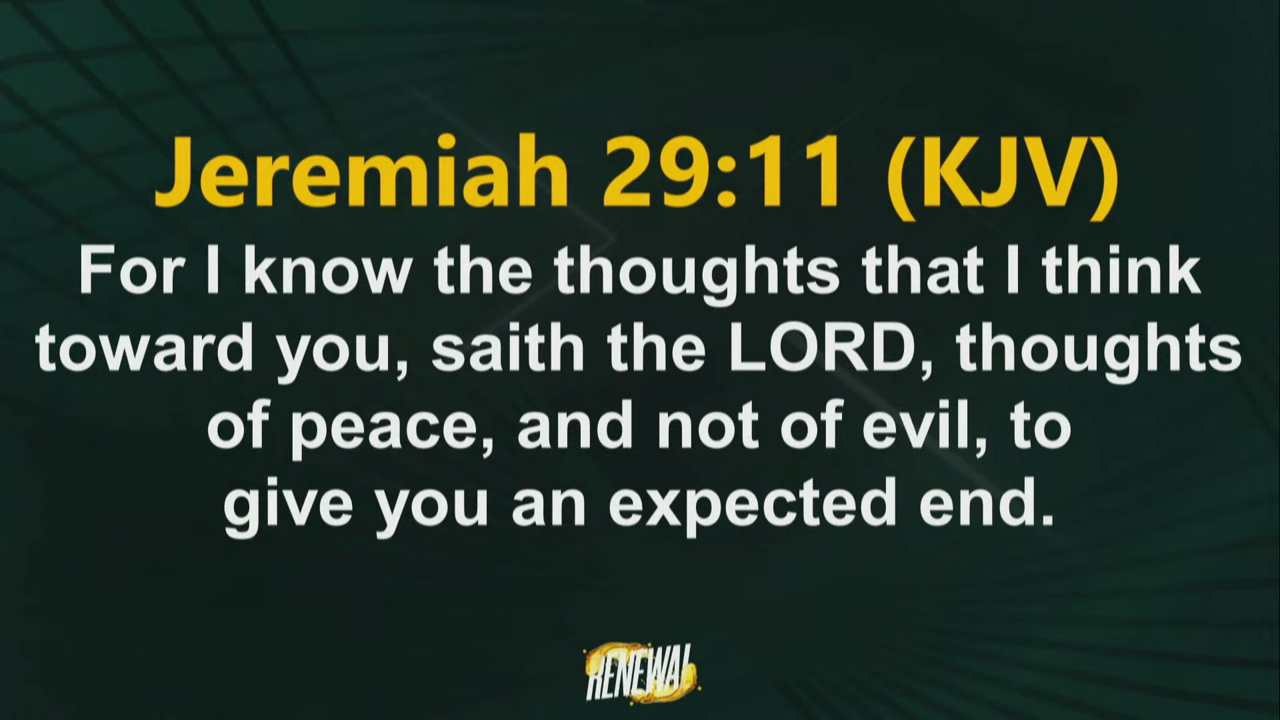 Jeremiah 29:11 (KJV)
For I know the thoughts that I think
toward you, saith the LORD, thoughts
of peace, and not of evil, to
give you an expected end.
RENEWAL